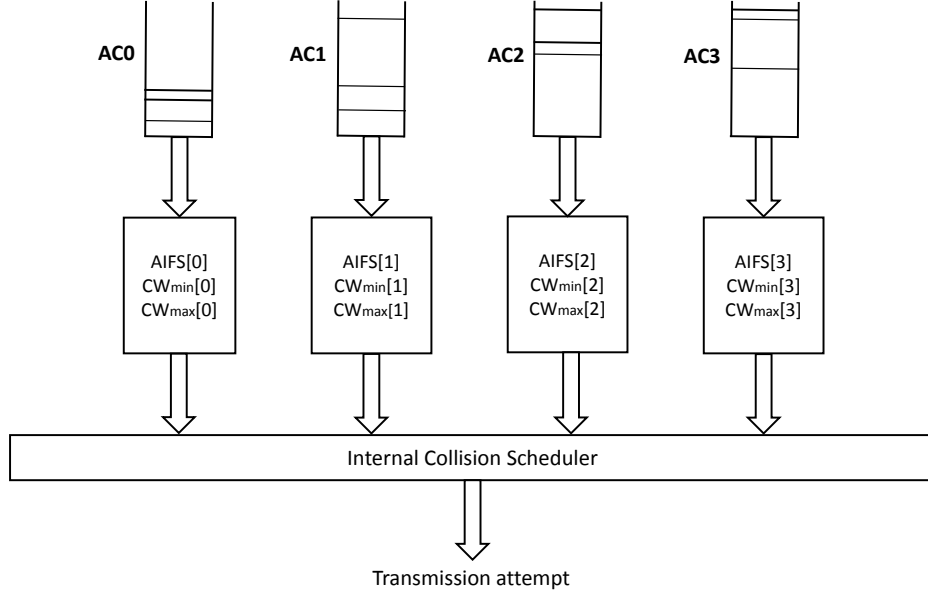 AC0
AC1
AC2
AC3
AIFS[0]
CWmin[0]
CWmax[0]
AIFS[1]
CWmin[1]
CWmax[1]
AIFS[2]
CWmin[2]
CWmax[2]
AIFS[3]
CWmin[3]
CWmax[3]
Internal Collision Scheduler
Transmission attempt